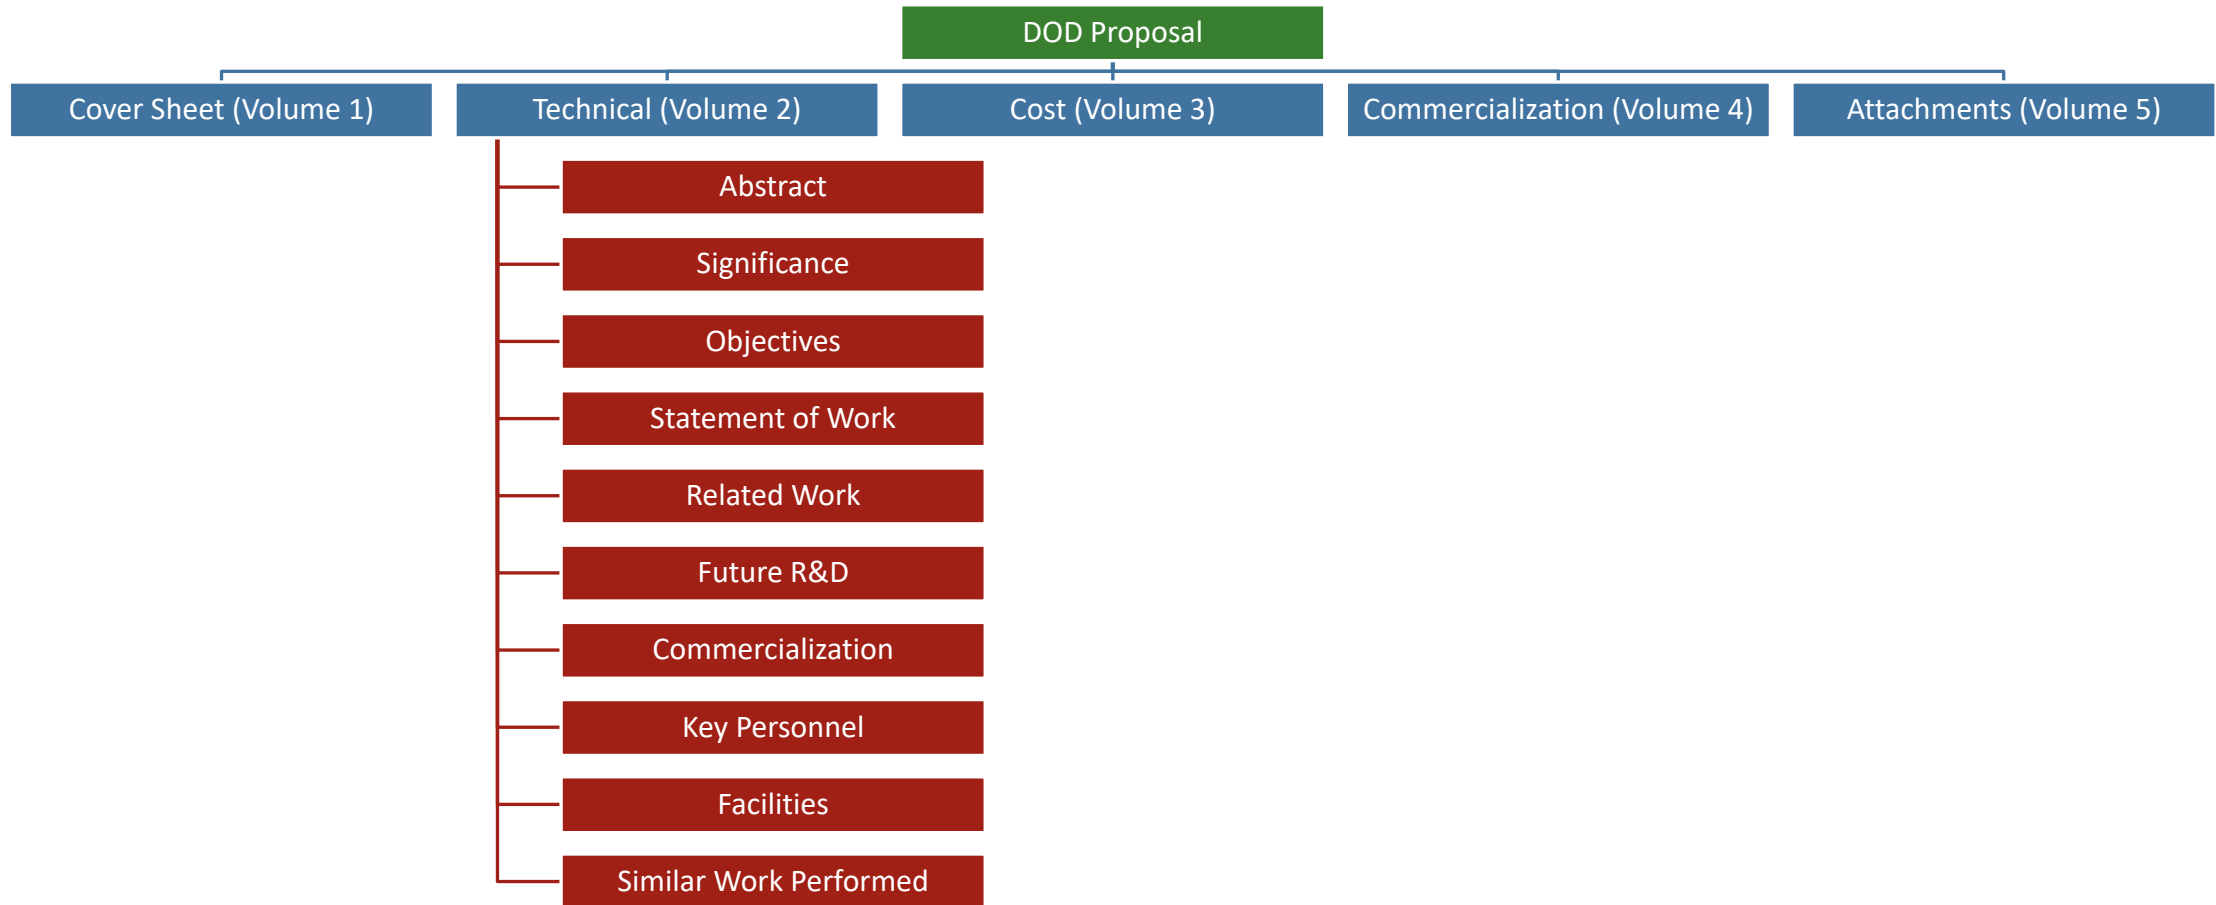 DOD Proposal
Cover Sheet (Volume 1)
Technical (Volume 2)
Cost (Volume 3)
Commercialization (Volume 4)
Attachments (Volume 5)
Abstract
Significance
Objectives
Statement of Work
Related Work
Future R&D
Commercialization
Key Personnel
Facilities
Similar Work Performed